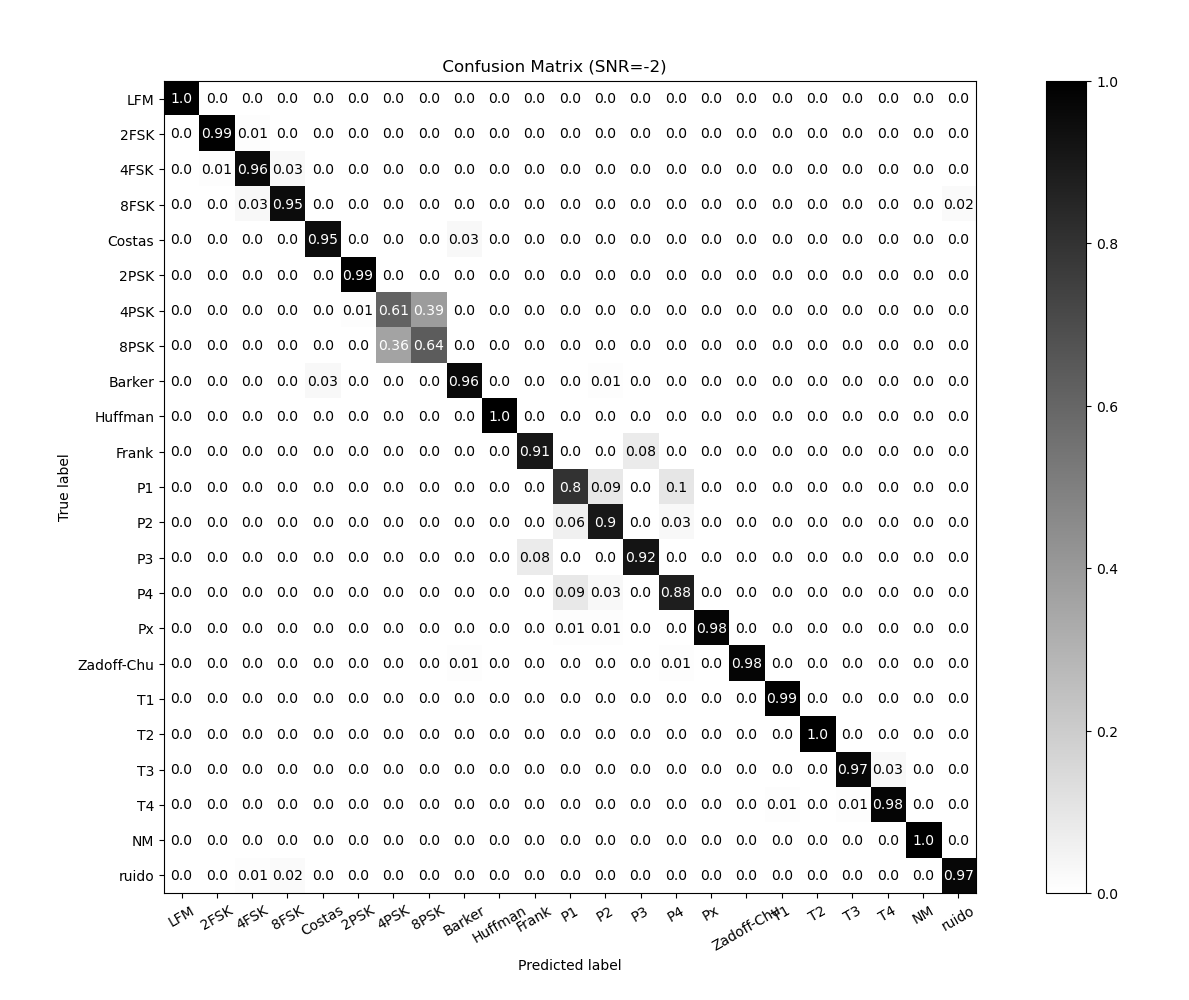 Confusion Matrix (SNR=-2)
LFM 1.0 0.0 0.0 0.0 0.0 0.0 0.0 0.0 0.0 0.0 0.0 0.0 0.0 0.0 0.0 0.0 0.0 0.0 0.0 0.0 0.0 0.0 0.0
2FSK 0.0 0.99 0.01 0.0 0.0 0.0 0.0 0.0 0.0 0.0 0.0 0.0 0.0 0.0 0.0 0.0 0.0 0.0 0.0 0.0 0.0 0.0 0.0
4FSK 0.0 0.01 0.96 0.03 0.0 0.0 0.0 0.0 0.0 0.0 0.0 0.0 0.0 0.0 0.0 0.0 0.0 0.0 0.0 0.0 0.0 0.0 0.0
8FSK 0.0 0.0 0.03 0.95 0.0 0.0 0.0 0.0 0.0 0.0 0.0 0.0 0.0 0.0 0.0 0.0 0.0 0.0 0.0 0.0 0.0 0.0 0.02
Costas 0.0 0.0 0.0 0.0 0.95 0.0 0.0 0.0 0.03 0.0 0.0 0.0 0.0 0.0 0.0 0.0 0.0 0.0 0.0 0.0 0.0 0.0 0.0
2PSK 0.0 0.0 0.0 0.0 0.0 0.99 0.0 0.0 0.0 0.0 0.0 0.0 0.0 0.0 0.0 0.0 0.0 0.0 0.0 0.0 0.0 0.0 0.0
4PSK 0.0 0.0 0.0 0.0 0.0 0.01 0.61 0.39 0.0 0.0 0.0 0.0 0.0 0.0 0.0 0.0 0.0 0.0 0.0 0.0 0.0 0.0 0.0
8PSK 0.0 0.0 0.0 0.0 0.0 0.0 0.36 0.64 0.0 0.0 0.0 0.0 0.0 0.0 0.0 0.0 0.0 0.0 0.0 0.0 0.0 0.0 0.0
Barker 0.0 0.0 0.0 0.0 0.03 0.0 0.0 0.0 0.96 0.0 0.0 0.0 0.01 0.0 0.0 0.0 0.0 0.0 0.0 0.0 0.0 0.0 0.0
Huffman 0.0 0.0 0.0 0.0 0.0 0.0 0.0 0.0 0.0 1.0 0.0 0.0 0.0 0.0 0.0 0.0 0.0 0.0 0.0 0.0 0.0 0.0 0.0
Frank 0.0 0.0 0.0 0.0 0.0 0.0 0.0 0.0 0.0 0.0 0.91 0.0 0.0 0.08 0.0 0.0 0.0 0.0 0.0 0.0 0.0 0.0 0.0
P1 0.0 0.0 0.0 0.0 0.0 0.0 0.0 0.0 0.0 0.0 0.0 0.8 0.09 0.0 0.1 0.0 0.0 0.0 0.0 0.0 0.0 0.0 0.0
P2 0.0 0.0 0.0 0.0 0.0 0.0 0.0 0.0 0.0 0.0 0.0 0.06 0.9 0.0 0.03 0.0 0.0 0.0 0.0 0.0 0.0 0.0 0.0
P3 0.0 0.0 0.0 0.0 0.0 0.0 0.0 0.0 0.0 0.0 0.08 0.0 0.0 0.92 0.0 0.0 0.0 0.0 0.0 0.0 0.0 0.0 0.0
P4 0.0 0.0 0.0 0.0 0.0 0.0 0.0 0.0 0.0 0.0 0.0 0.09 0.03 0.0 0.88 0.0 0.0 0.0 0.0 0.0 0.0 0.0 0.0
Px 0.0 0.0 0.0 0.0 0.0 0.0 0.0 0.0 0.0 0.0 0.0 0.01 0.01 0.0 0.0 0.98 0.0 0.0 0.0 0.0 0.0 0.0 0.0
Zadoff-Chu 0.0 0.0 0.0 0.0 0.0 0.0 0.0 0.0 0.01 0.0 0.0 0.0 0.0 0.0 0.01 0.0 0.98 0.0 0.0 0.0 0.0 0.0 0.0
T1 0.0 0.0 0.0 0.0 0.0 0.0 0.0 0.0 0.0 0.0 0.0 0.0 0.0 0.0 0.0 0.0 0.0 0.99 0.0 0.0 0.0 0.0 0.0
T2 0.0 0.0 0.0 0.0 0.0 0.0 0.0 0.0 0.0 0.0 0.0 0.0 0.0 0.0 0.0 0.0 0.0 0.0 1.0 0.0 0.0 0.0 0.0
T3 0.0 0.0 0.0 0.0 0.0 0.0 0.0 0.0 0.0 0.0 0.0 0.0 0.0 0.0 0.0 0.0 0.0 0.0 0.0 0.97 0.03 0.0 0.0
T4 0.0 0.0 0.0 0.0 0.0 0.0 0.0 0.0 0.0 0.0 0.0 0.0 0.0 0.0 0.0 0.0 0.0 0.01 0.0 0.01 0.98 0.0 0.0
NM 0.0 0.0 0.0 0.0 0.0 0.0 0.0 0.0 0.0 0.0 0.0 0.0 0.0 0.0 0.0 0.0 0.0 0.0 0.0 0.0 0.0 1.0 0.0
ruido 0.0 0.0 0.01 0.02 0.0 0.0 0.0 0.0 0.0 0.0 0.0 0.0 0.0 0.0 0.0 0.0 0.0 0.0 0.0 0.0 0.0 0.0 0.97
LFM 2FSK 4FSK 8FSK Costas 2PSK 4PSK 8PSK Barker Huffman Frank P1 P2 P3 P4 Px Zadoff-Chu T1 T2 T3 T4 NM ruido
Predicted label
True label
1.0
0.8
0.6
0.4
0.2
0.0